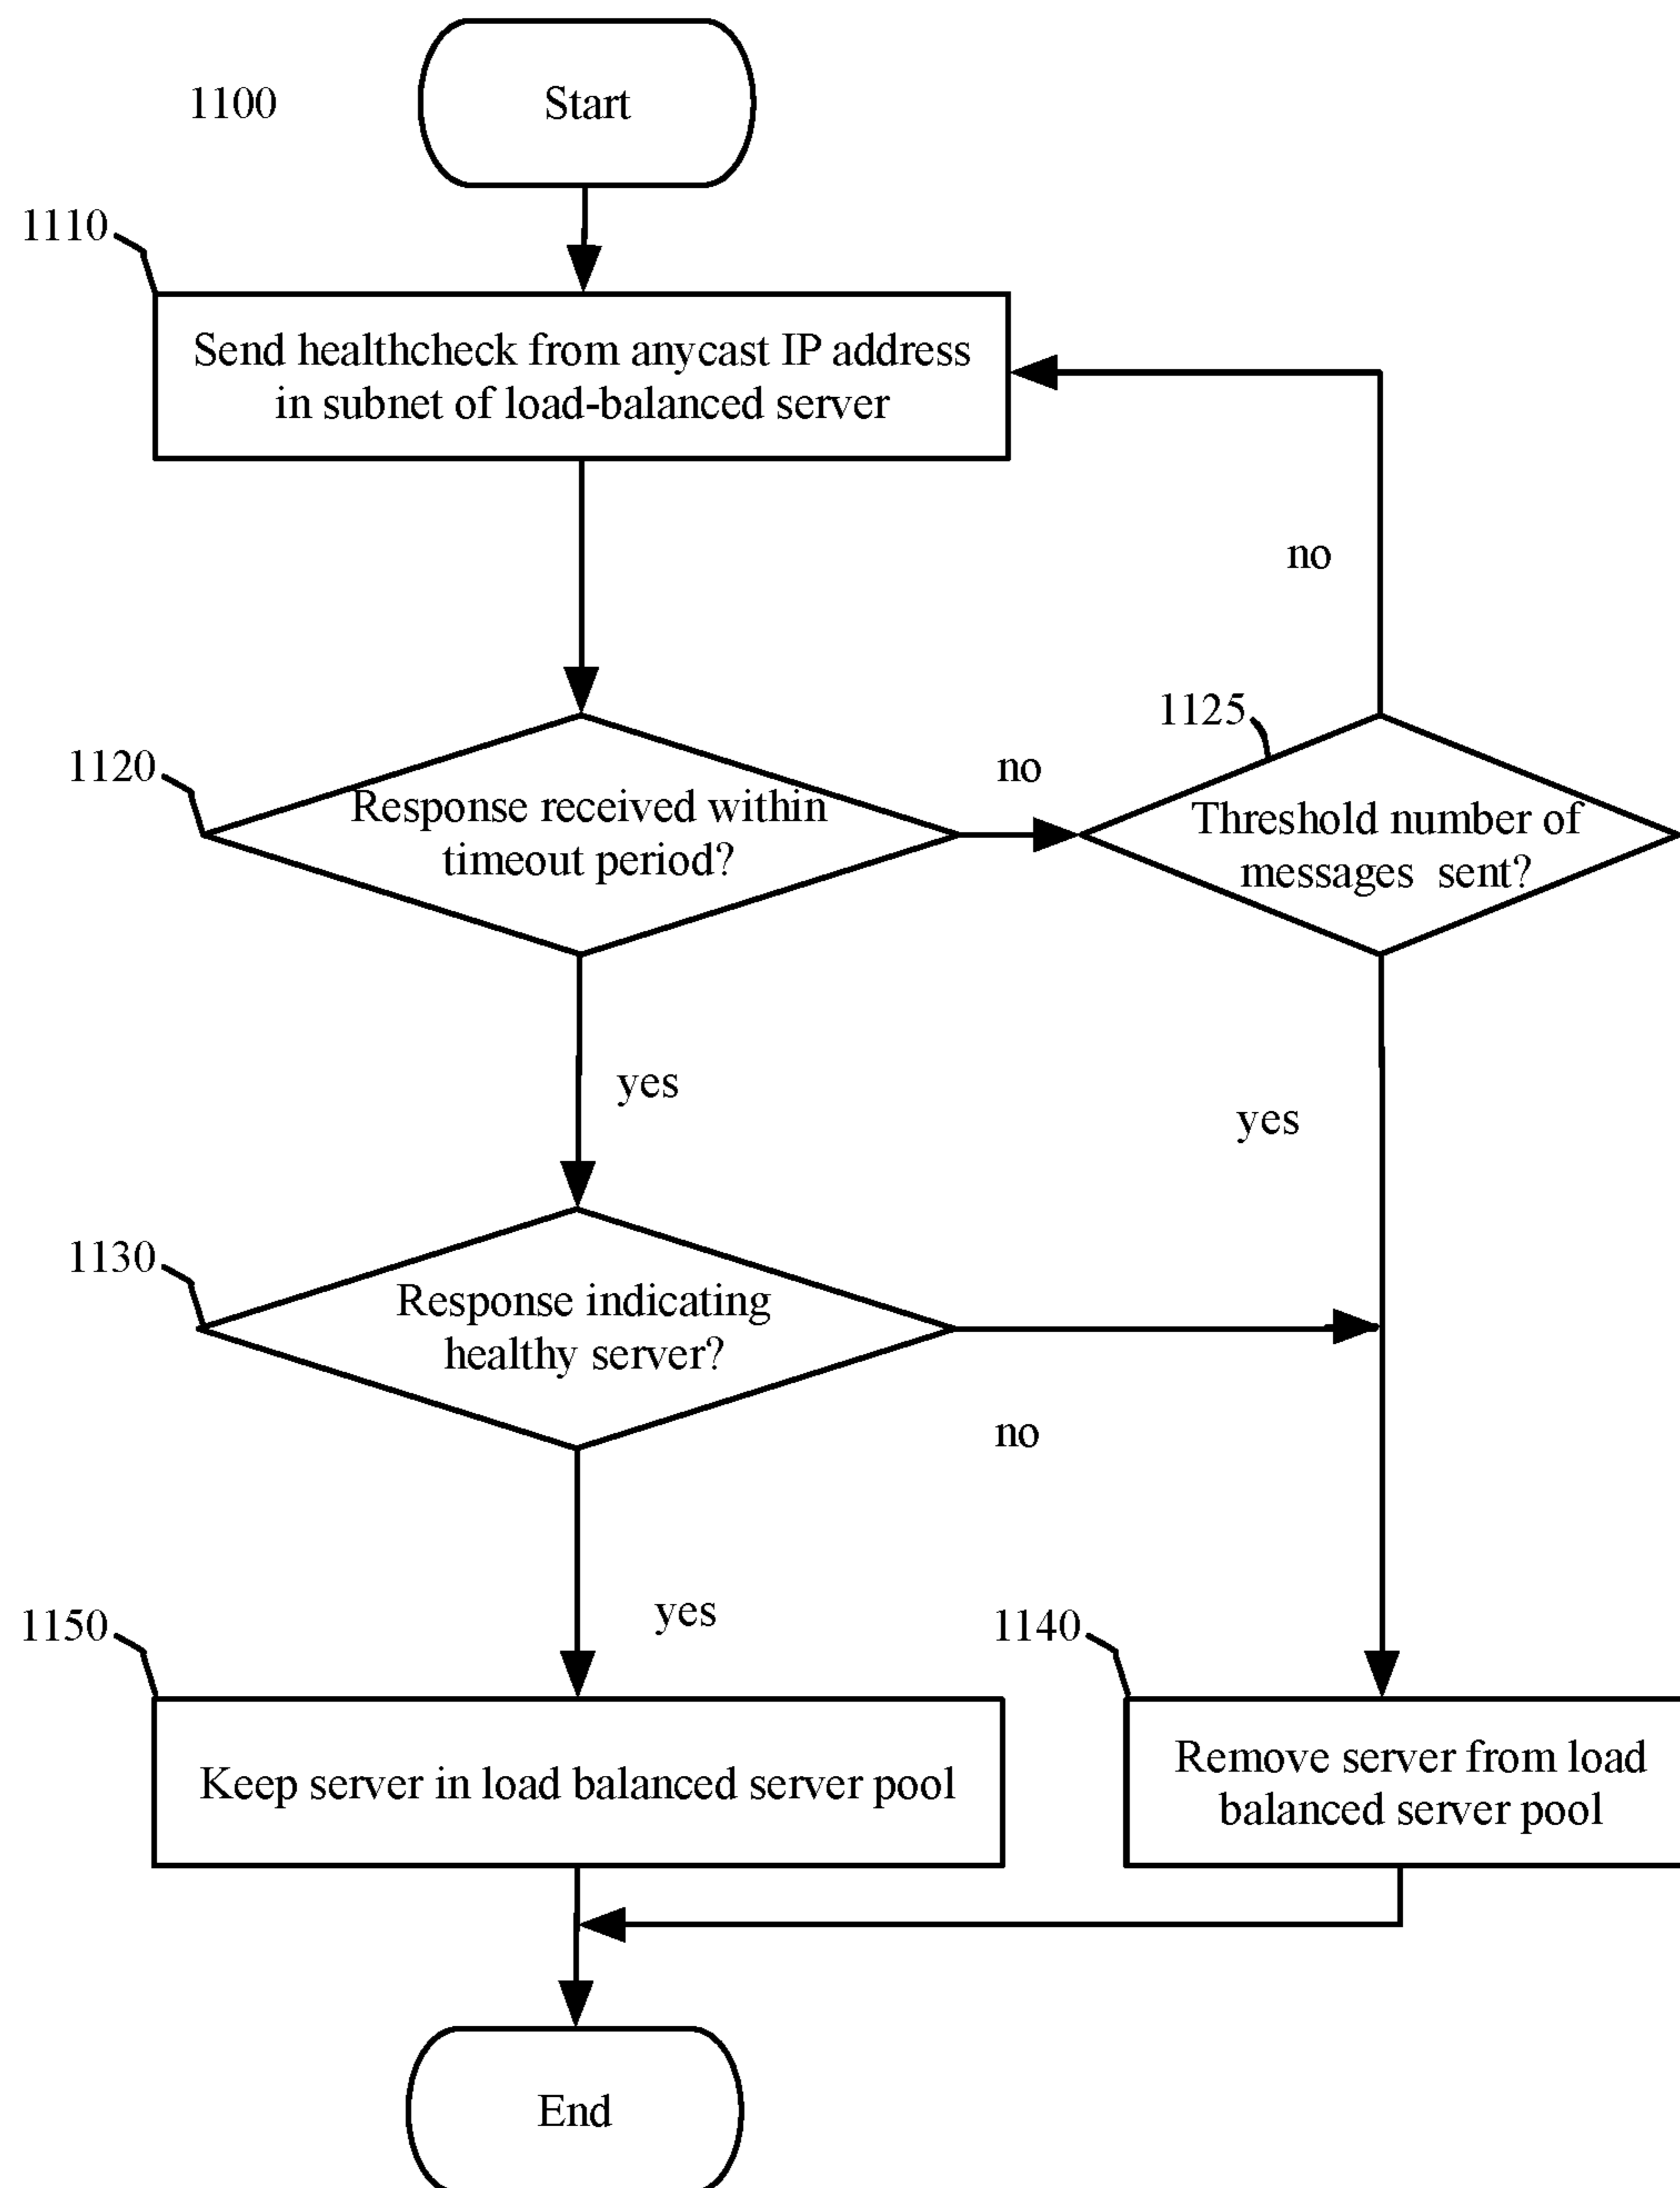 1100
Start
1110
Send healthcheck from anycast IP address
in subnet of load-balanced server
no
1125
1120
no
Response received within
timeout period?
Threshold number of
messages sent?
yes
yes
1130
Response indicating
healthy server?
no
yes
1150
1140
Keep server in load balanced server pool
Remove server from load
balanced server pool
End